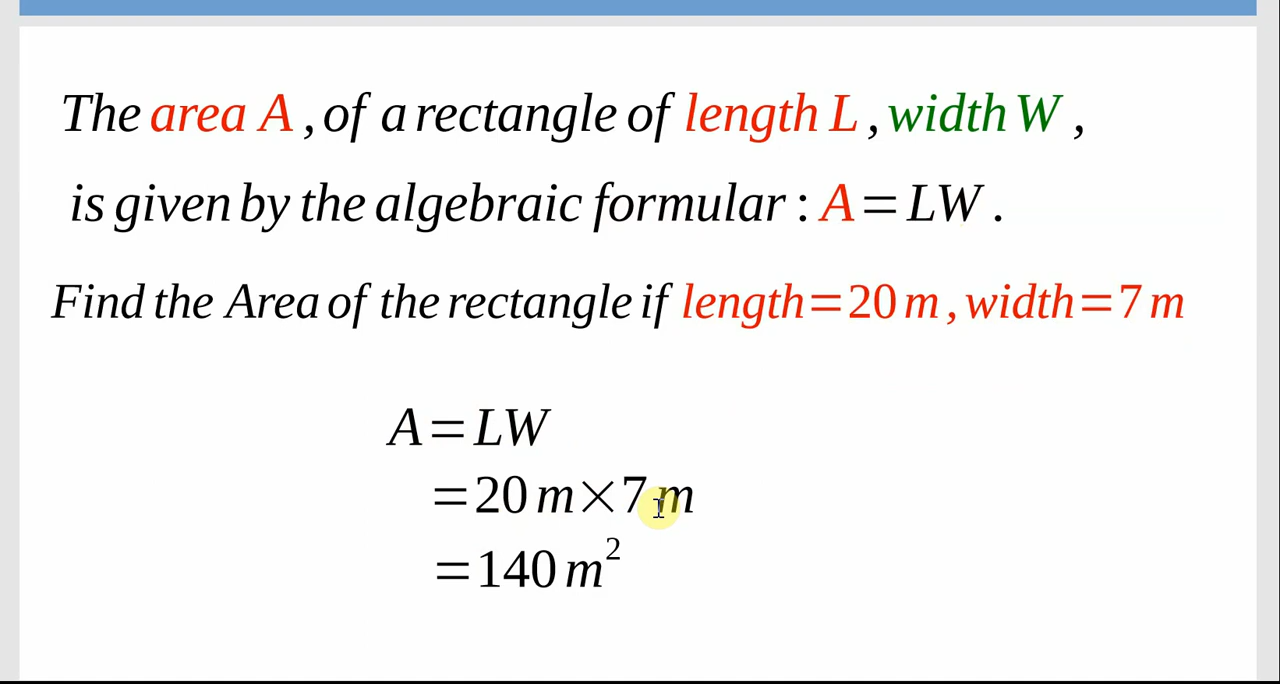 The area A , of a rectangle of length L , width W ,
is given by the algebraic formular : A = LW .
Find the Area of the rectangle if length = 20 m , width = 7 m
A = LW
= 20 m × 7 m
= 140 m²